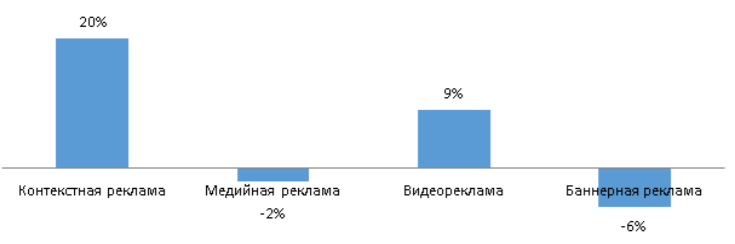 20%
9%
Контекстная реклама
Медийная реклама
Видеореклама
Баннерная реклама
-2%
-6%